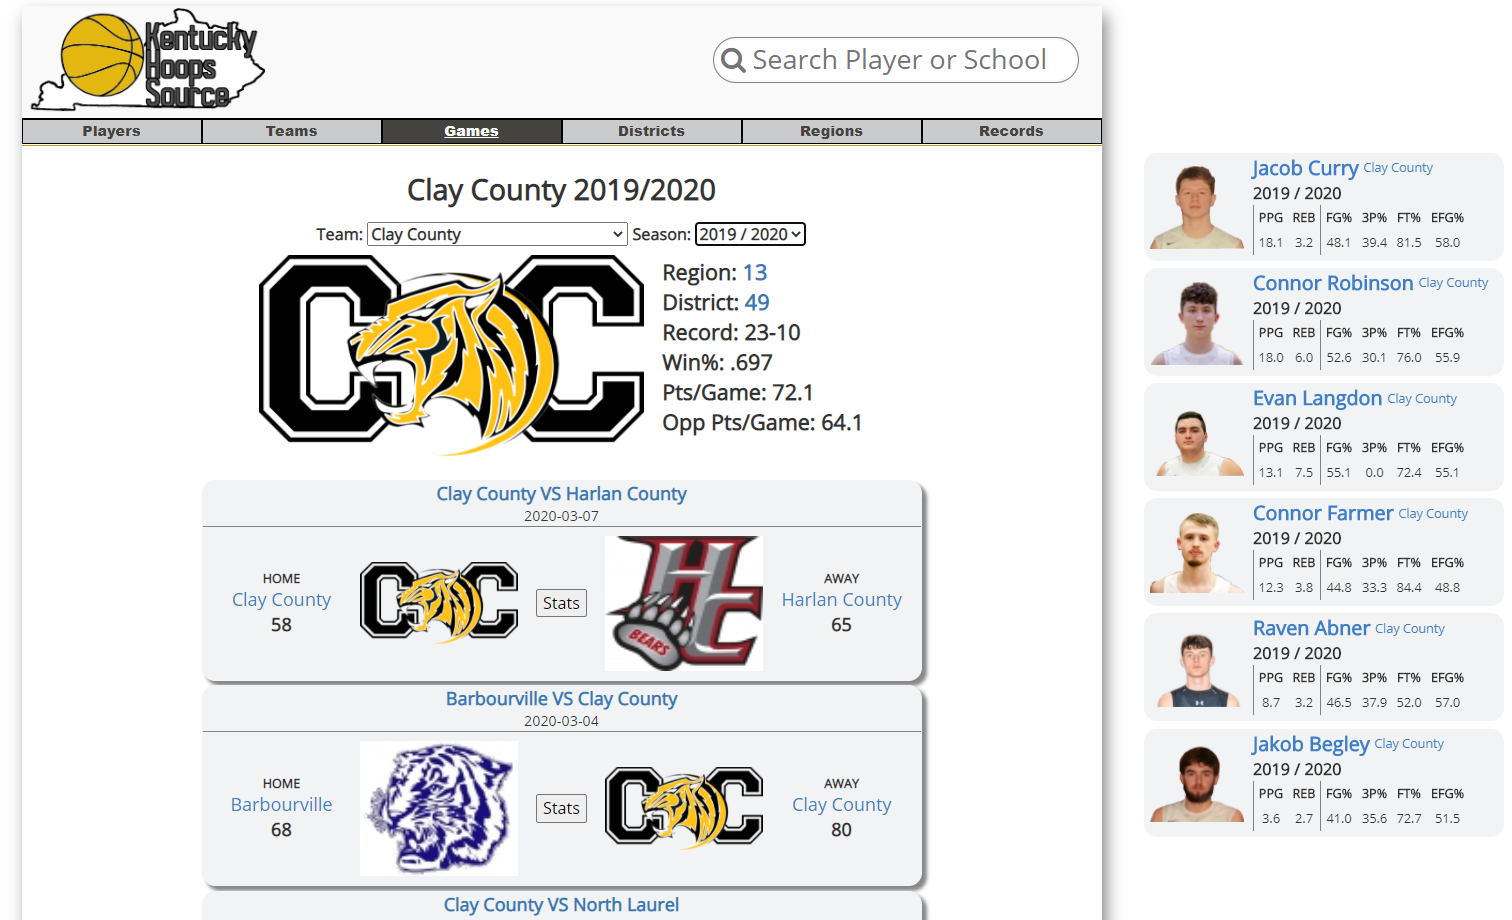 Kentucky
Hoops
Source
Search Player or School
Players Teams Games Districts Regions Records
Clay County 2019/2020
Team: Clay County Season: 2019 / 2020
Region: 13
District: 49
Record: 23-10
Win%: .697
Pts/Game: 72.1
Opp Pts/Game: 64.1
Clay County VS Harlan County
2020-03-07
HOME
Clay County
58
Stats
HC
BEARS
AWAY
Harlan County
65
Barbourville VS Clay County
2020-03-04
HOME
Barbourville
68
Stats
AWAY
Clay County
80
Clay County VS North Laurel
Jacob Curry Clay County
2019 / 2020
PPG REB FG% 3P% FT% EFG%
18.1 3.2 48.1 39.4 81.5 58.0
Connor Robinson Clay County
2019 / 2020
PPG REB FG% 3P% FT% EFG%
18.0 6.0 52.6 30.1 76.0 55.9
Evan Langdon Clay County
2019 / 2020
PPG REB FG% 3P% FT% EFG%
13.1 7.5 55.1 0.0 72.4 55.1
Connor Farmer Clay County
2019 / 2020
PPG REB FG% 3P% FT% EFG%
12.3 3.8 44.8 33.3 84.4 48.8
Raven Abner Clay County
2019 / 2020
PPG REB FG% 3P% FT% EFG%
8.7 3.2 46.5 37.9 52.0 57.0
Jakob Begley Clay County
2019 / 2020
PPG REB FG% 3P% FT% EFG%
3.6 2.7 41.0 35.6 72.7 51.5